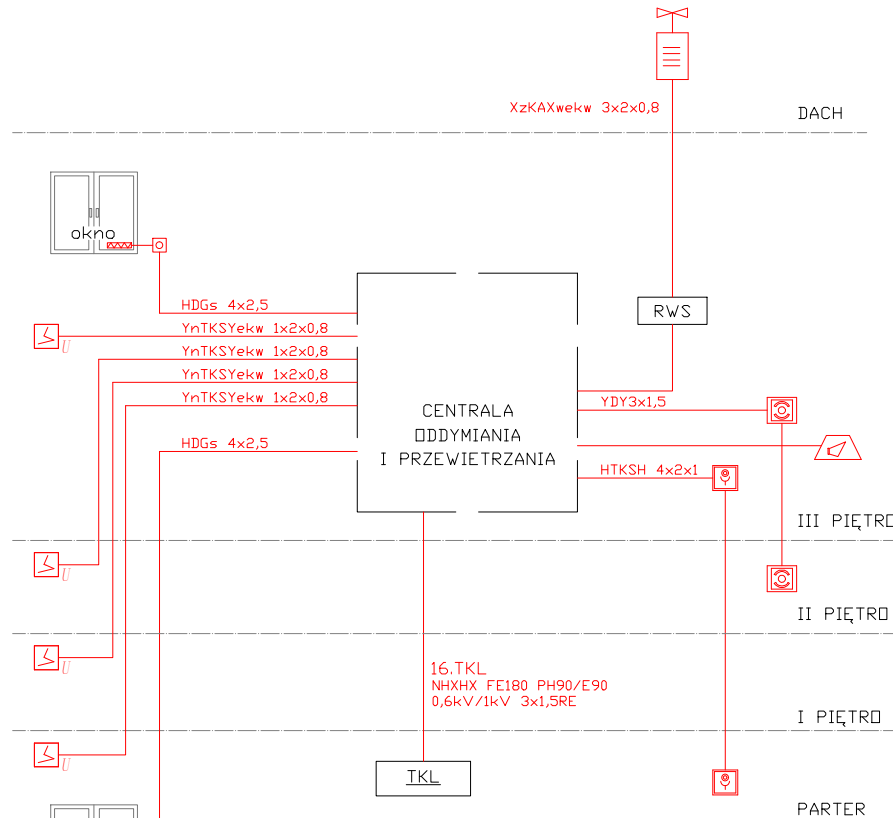 XzKAXwekw 3x2x0,8
DACH
okno
HDGs 4x2,5
RWS
YnTKSYekw 1x2x0,8
U
YnTKSYekw 1x2x0,8
YnTKSYekw 1x2x0,8
YnTKSYekw 1x2x0,8
YDY3x1,5
CENTRALA
ODDYMIANIA
I PRZEWIETRZANIA
HDGs 4x2,5
HTKSH 4x2x1
III PIĘTRO
U
II PIĘTRO
U
16.TKL
NHXHX FE180 PH90/E90
0,6kV/1kV 3x1,5RE
I PIĘTRO
U
TKL
PARTER